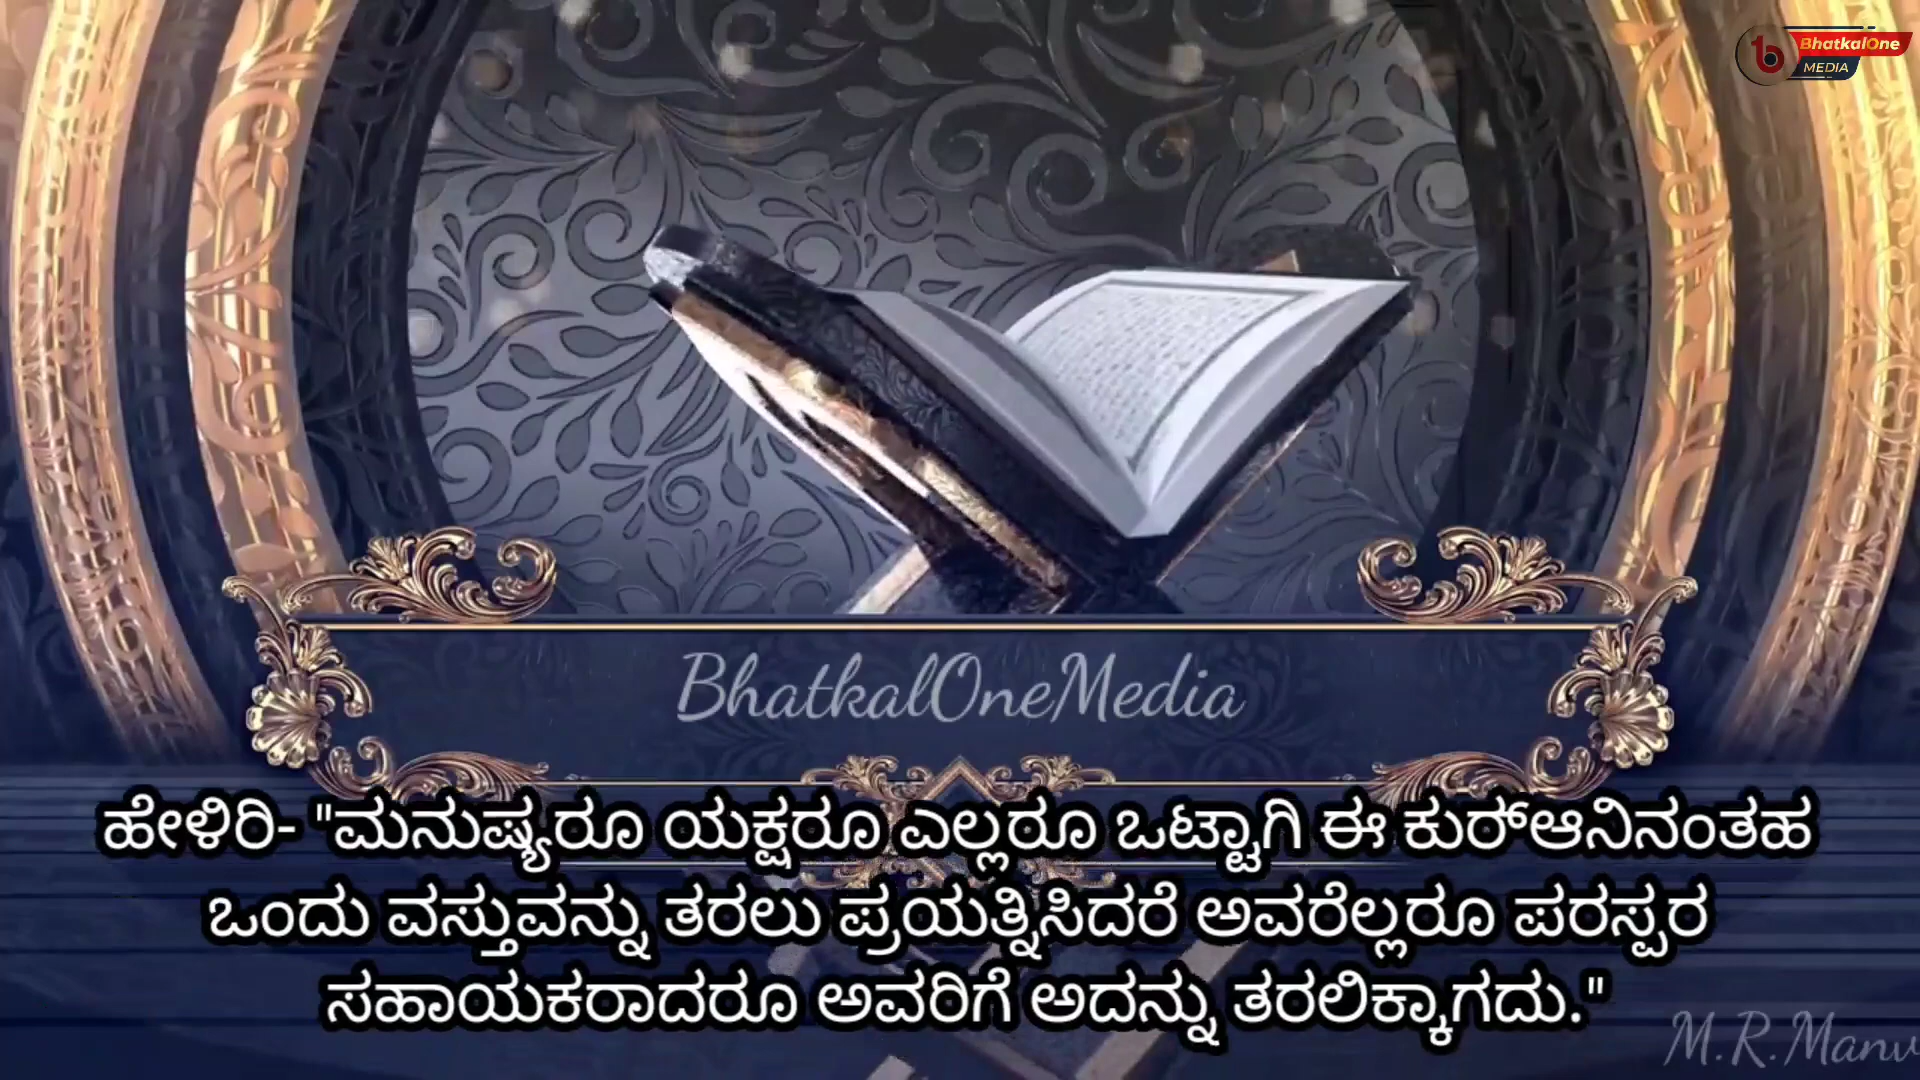 BhatkalOne
MEDIA
BhatkalOneMedia
ಹೇಳಿರಿ- "ಮನುಷ್ಯರೂ ಯಕ್ಷರೂ ಎಲ್ಲರೂ ಒಟ್ಟಾಗಿ ಈ ಕುರ್‌ಆನಿನಂತಹ
ಒಂದು ವಸ್ತುವನ್ನು ತರಲು ಪ್ರಯತ್ನಿಸಿದರೆ ಅವರೆಲ್ಲರೂ ಪರಸ್ಪರ
ಸಹಾಯಕರಾದರೂ ಅವರಿಗೆ ಅದನ್ನು ತರಲಿಕ್ಕಾಗದು."
M.R.Manv